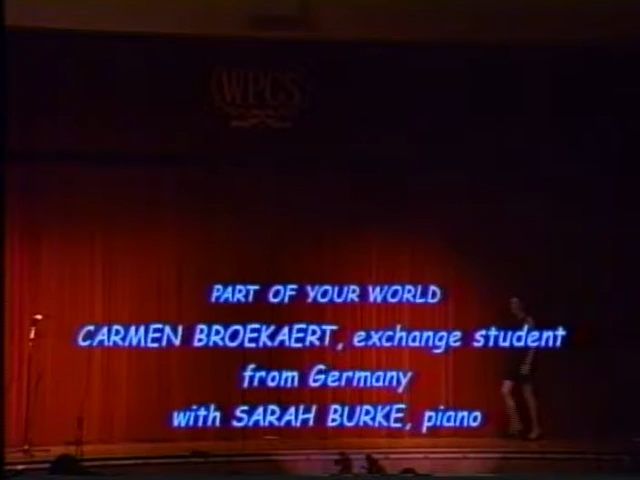 WPCS
PART OF YOUR WORLD
CARMEN BROEKAERT, exchange student
from Germany
with SARAH BURKE, piano